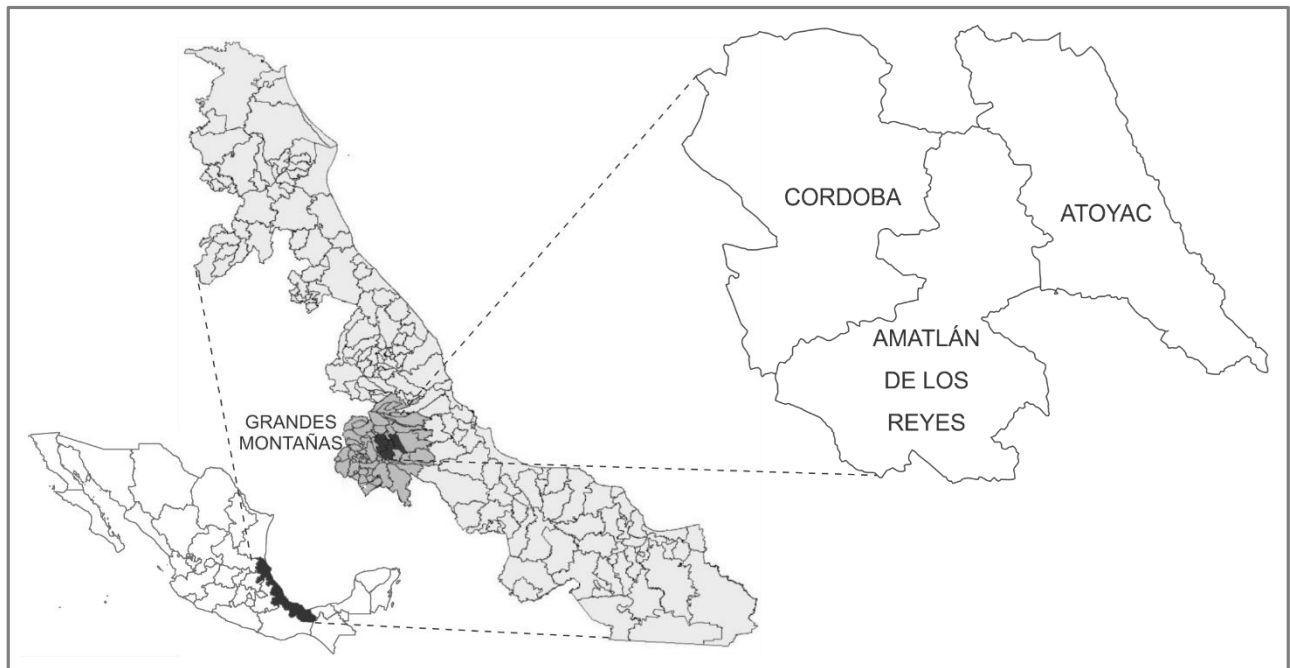 CORDOBA
ATOYAC
AMATLÁN
DE LOS
REYES
GRANDES
MONTAÑAS